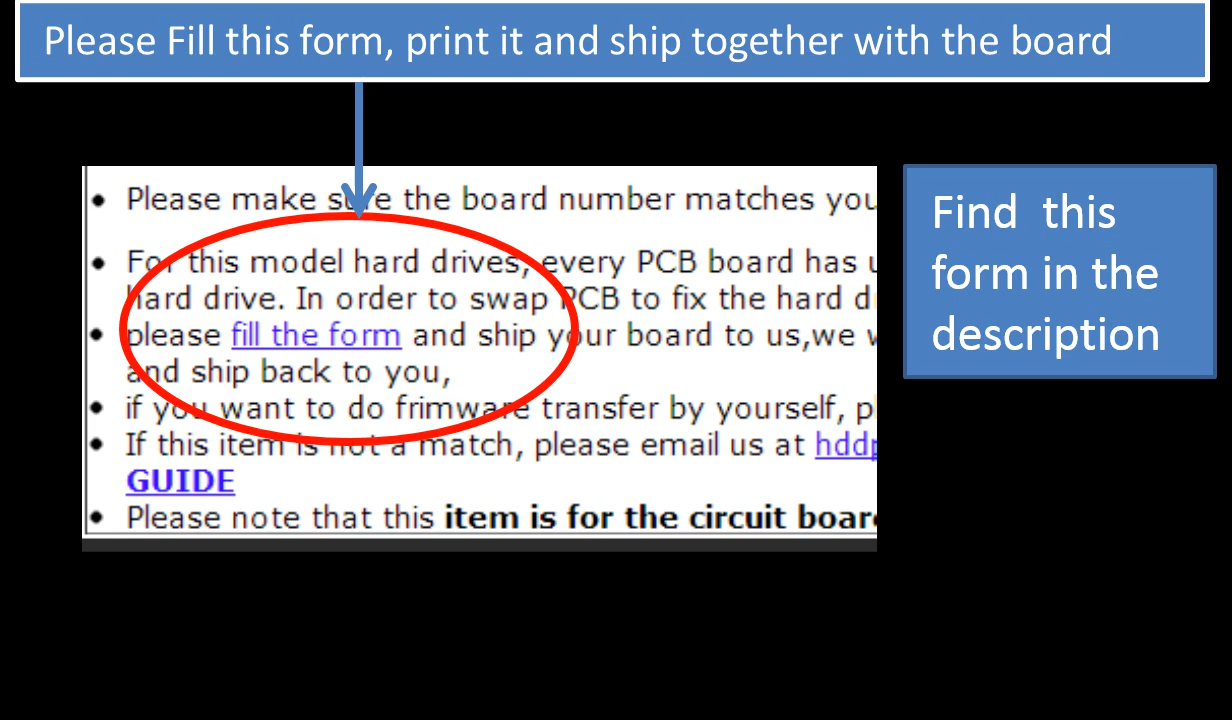 Please Fill this form, print it and ship together with the board
Please make sure the board number matches you
For this model hard drives, every PCB board has
hard drive. In order to swap PCB to fix the hard
please fill the form and ship your board to us,we
and ship back to you,
if you want to do frimware transfer by yourself,
If this item is not a match, please email us at hddp
GUIDE
Please note that this item is for the circuit board
Find this
form in the
description